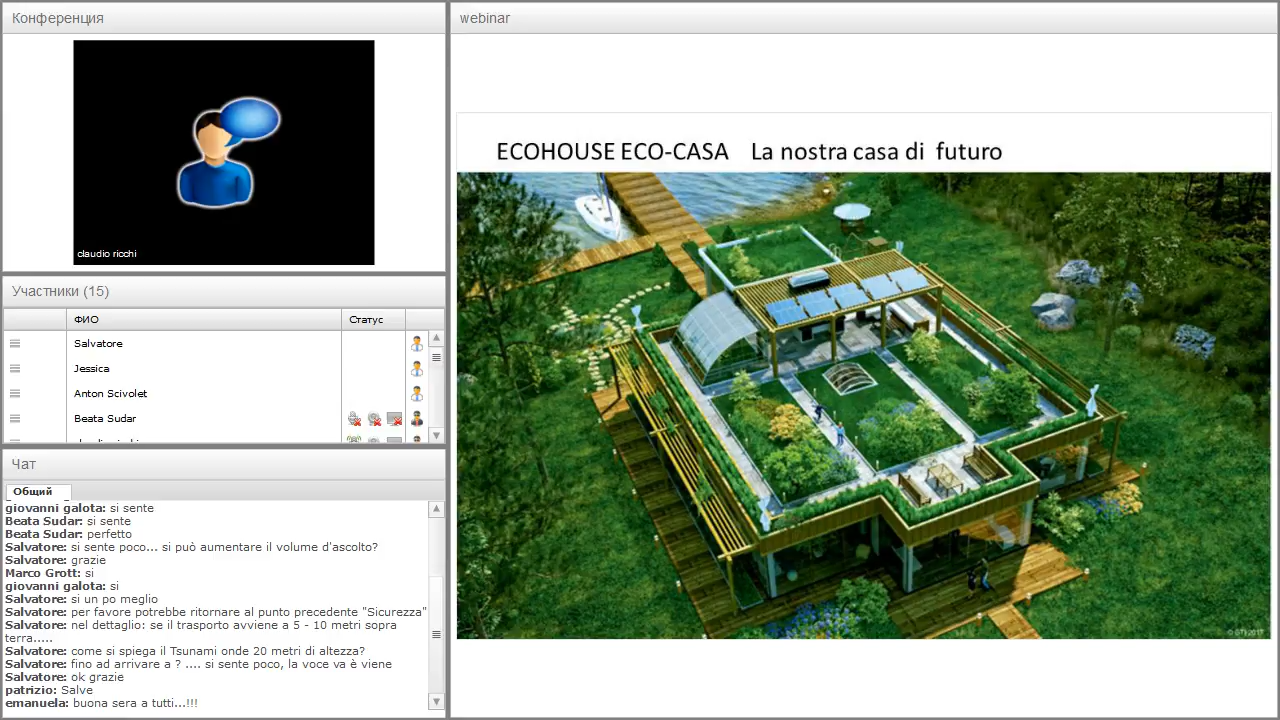 Конференция
claudio ricchi
Участники (15)
ФИО Статус
Salvatore
Jessica
Anton Scivolet
Beata Sudar
Чат
Общий
giovanni galota: si sente
Beata Sudar: si sente
Beata Sudar: perfetto
Salvatore: si sente poco... si può aumentare il volume d'ascolto?
Salvatore: grazie
Marco Grott: si
giovanni galota: si
Salvatore: si un po meglio
Salvatore: per favore potrebbe ritornare al punto precedente "Sicurezza"
Salvatore: nel dettaglio: se il trasporto avviene a 5 - 10 metri sopra
terra.....
Salvatore: come si spiega il Tsunami onde 20 metri di altezza?
Salvatore: fino ad arrivare a ? .... si sente poco, la voce va è viene
Salvatore: ok grazie
patrizio: Salve
emanuela: buona sera a tutti...!!!
webinar
ECOHOUSE ECO-CASA La nostra casa di futuro